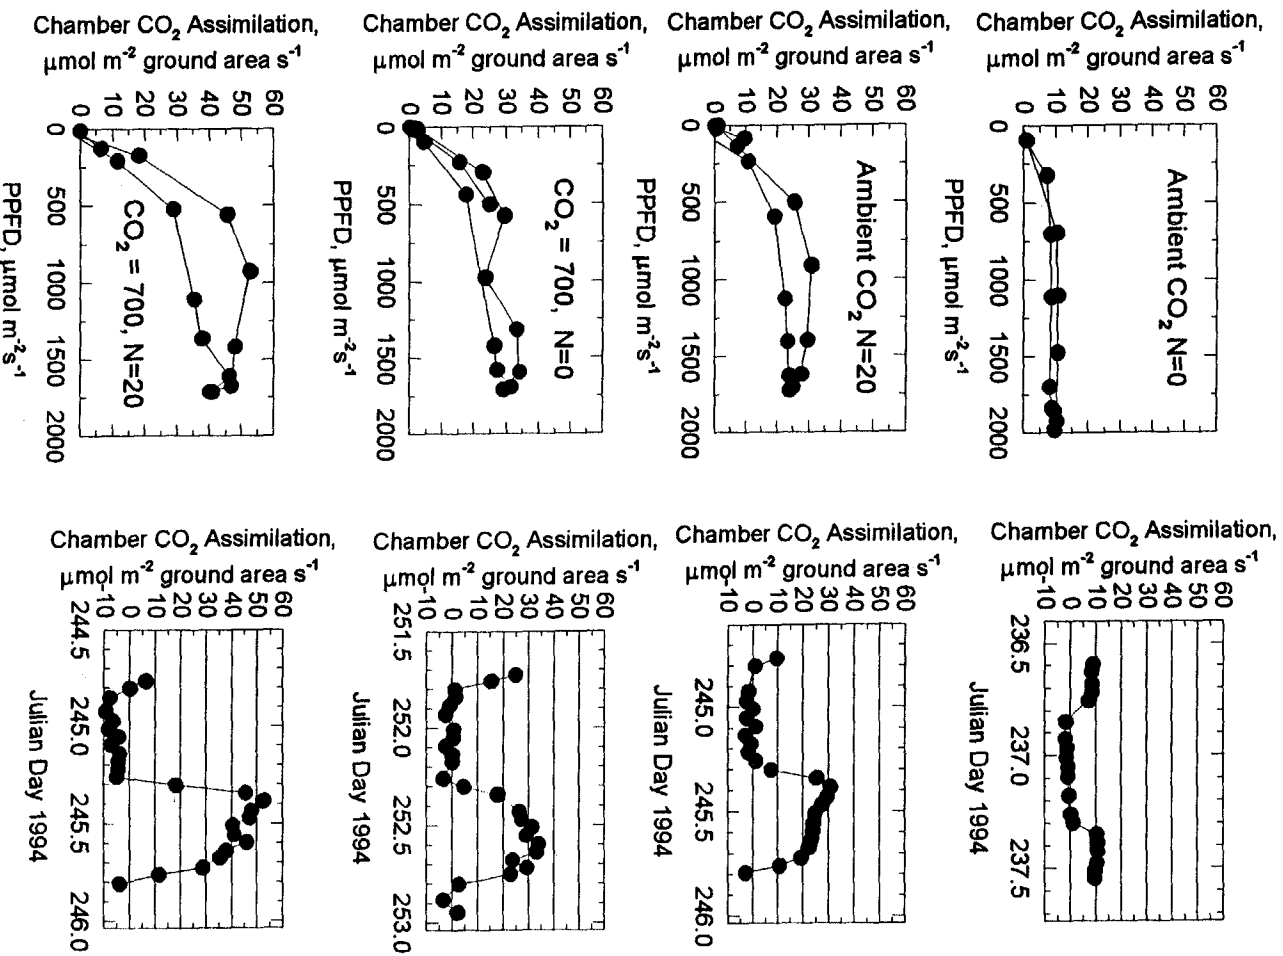 Chamber CO2 Assimilation,
μmol m-2 ground area s-1
0 10 20 30 40 50 60
0 500 1000 1500 2000
PPFD, μmol m-2s-1
CO2 = 700, N=20
Chamber CO2 Assimilation,
μmol m-2 ground area s-1
0 10 20 30 40 50 60
0 500 1000 1500 2000
PPFD, μmol m-2s-1
CO2 = 700, N=0
Chamber CO2 Assimilation,
μmol m-2 ground area s-1
0 10 20 30 40 50 60
0 500 1000 1500 2000
PPFD, μmol m-2s-1
Ambient CO2 N=20
Chamber CO2 Assimilation,
μmol m-2 ground area s-1
0 10 20 30 40 50 60
0 500 1000 1500 2000
PPFD, μmol m-2s-1
Ambient CO2 N=0
Chamber CO2 Assimilation,
μmol m-2 ground area s-1
-10 0 10 20 30 40 50 60
244.5 245.0 245.5 246.0
Julian Day 1994
Chamber CO2 Assimilation,
μmol m-2 ground area s-1
-10 0 10 20 30 40 50 60
251.5 252.0 252.5 253.0
Julian Day 1994
Chamber CO2 Assimilation,
μmol m-2 ground area s-1
-10 0 10 20 30 40 50 60
245.0 245.5 246.0
Julian Day 1994
Chamber CO2 Assimilation,
μmol m-2 ground area s-1
-10 0 10 20 30 40 50 60
236.5 237.0 237.5
Julian Day 1994